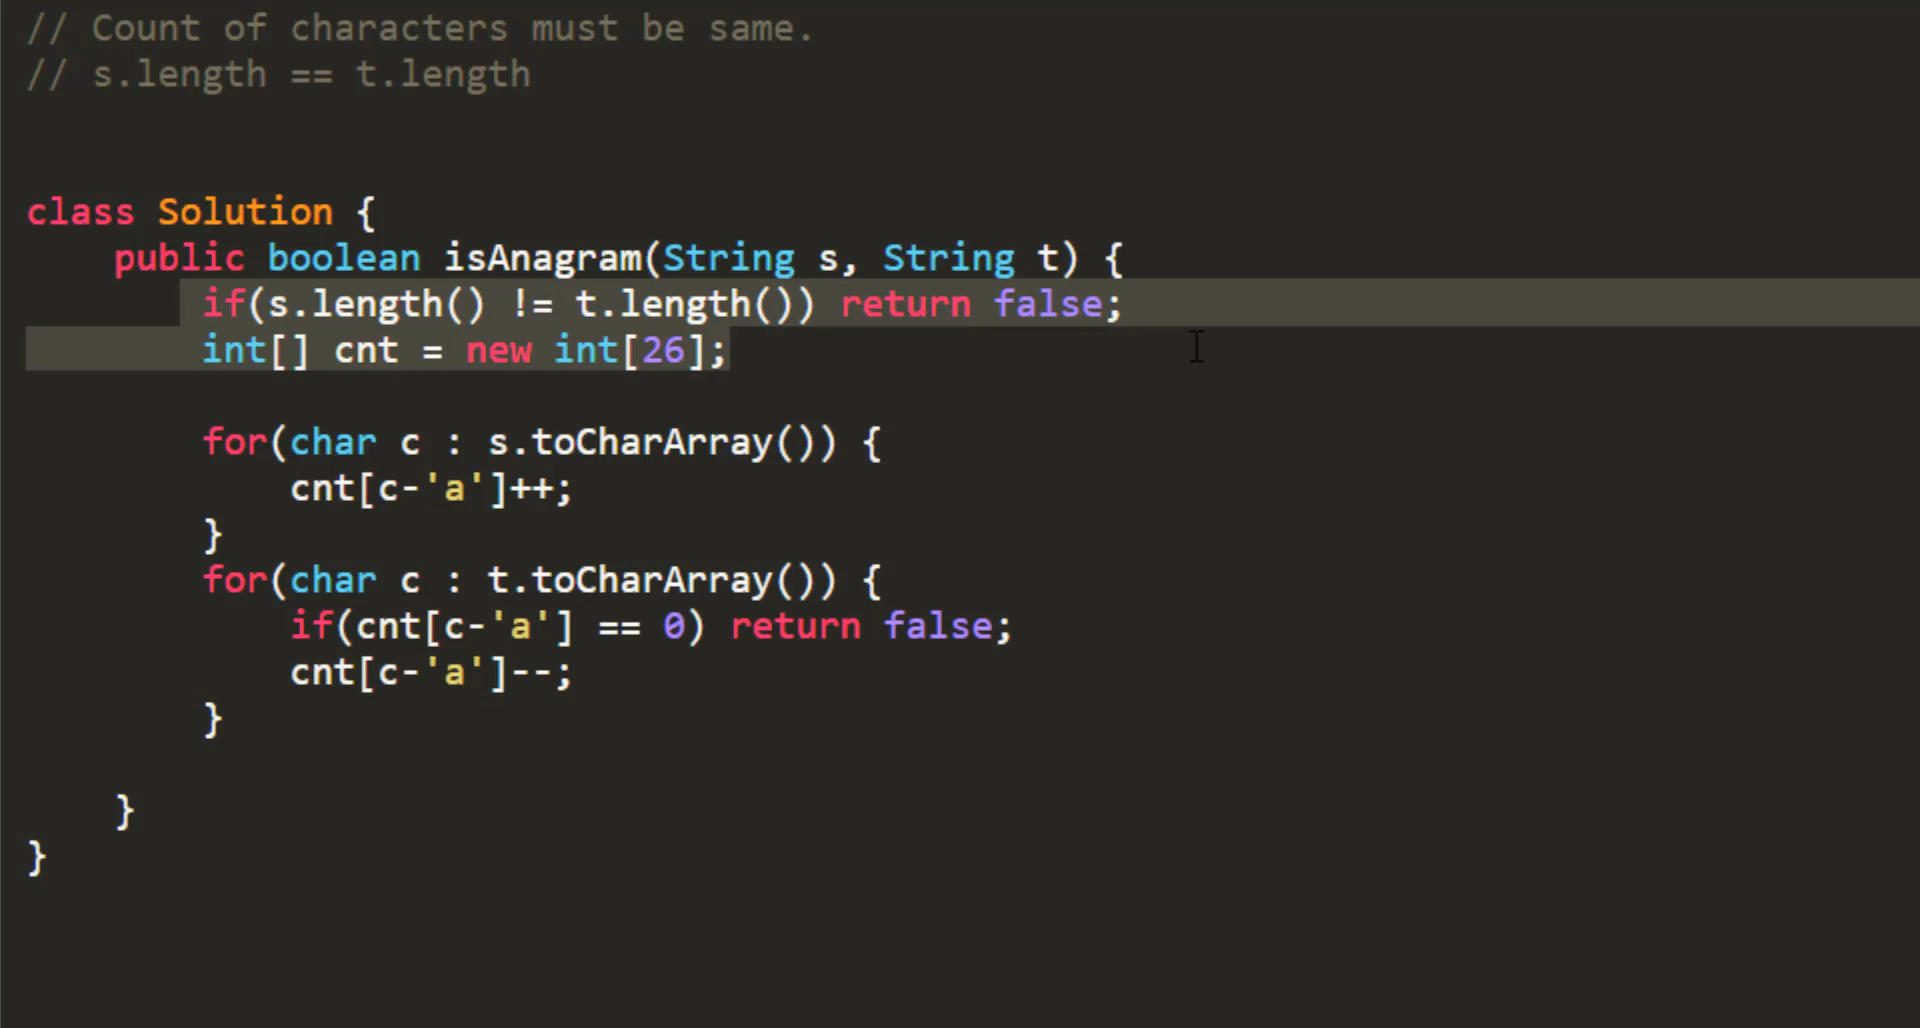 // Count of characters must be same.
// s.length == t.length
class Solution {
    public boolean isAnagram(String s, String t) {
        if(s.length() != t.length()) return false;
        int[] cnt = new int[26];
        for(char c : s.toCharArray()) {
            cnt[c-'a']++;
        }
        for(char c : t.toCharArray()) {
            if(cnt[c-'a'] == 0) return false;
            cnt[c-'a']--;
        }
    }
}